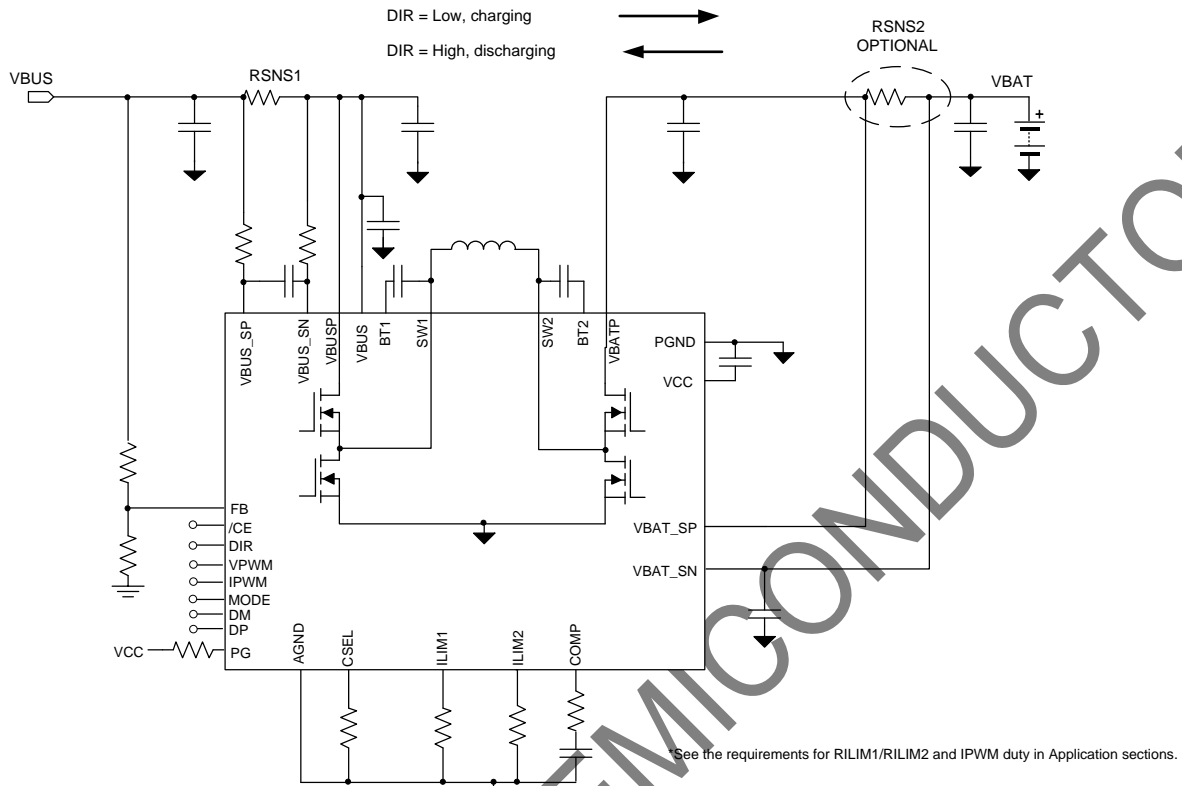 DIR = Low, charging
DIR = High, discharging
RSNS2
OPTIONAL
VBUS
RSNS1
VBAT
+
VBUS_SP
VBUS_SN
VBUSP
VBUS
BT1
SW1
SW2
BT2
VBATP
PGND
VCC
FB
/CE
DIR
VPWM
IPWM
MODE
DM
DP
VCC
PG
VBAT_SP
VBAT_SN
AGND
CSEL
ILIM1
ILIM2
COMP
*See the requirements for RILIM1/RILIM2 and IPWM duty in Application sections.